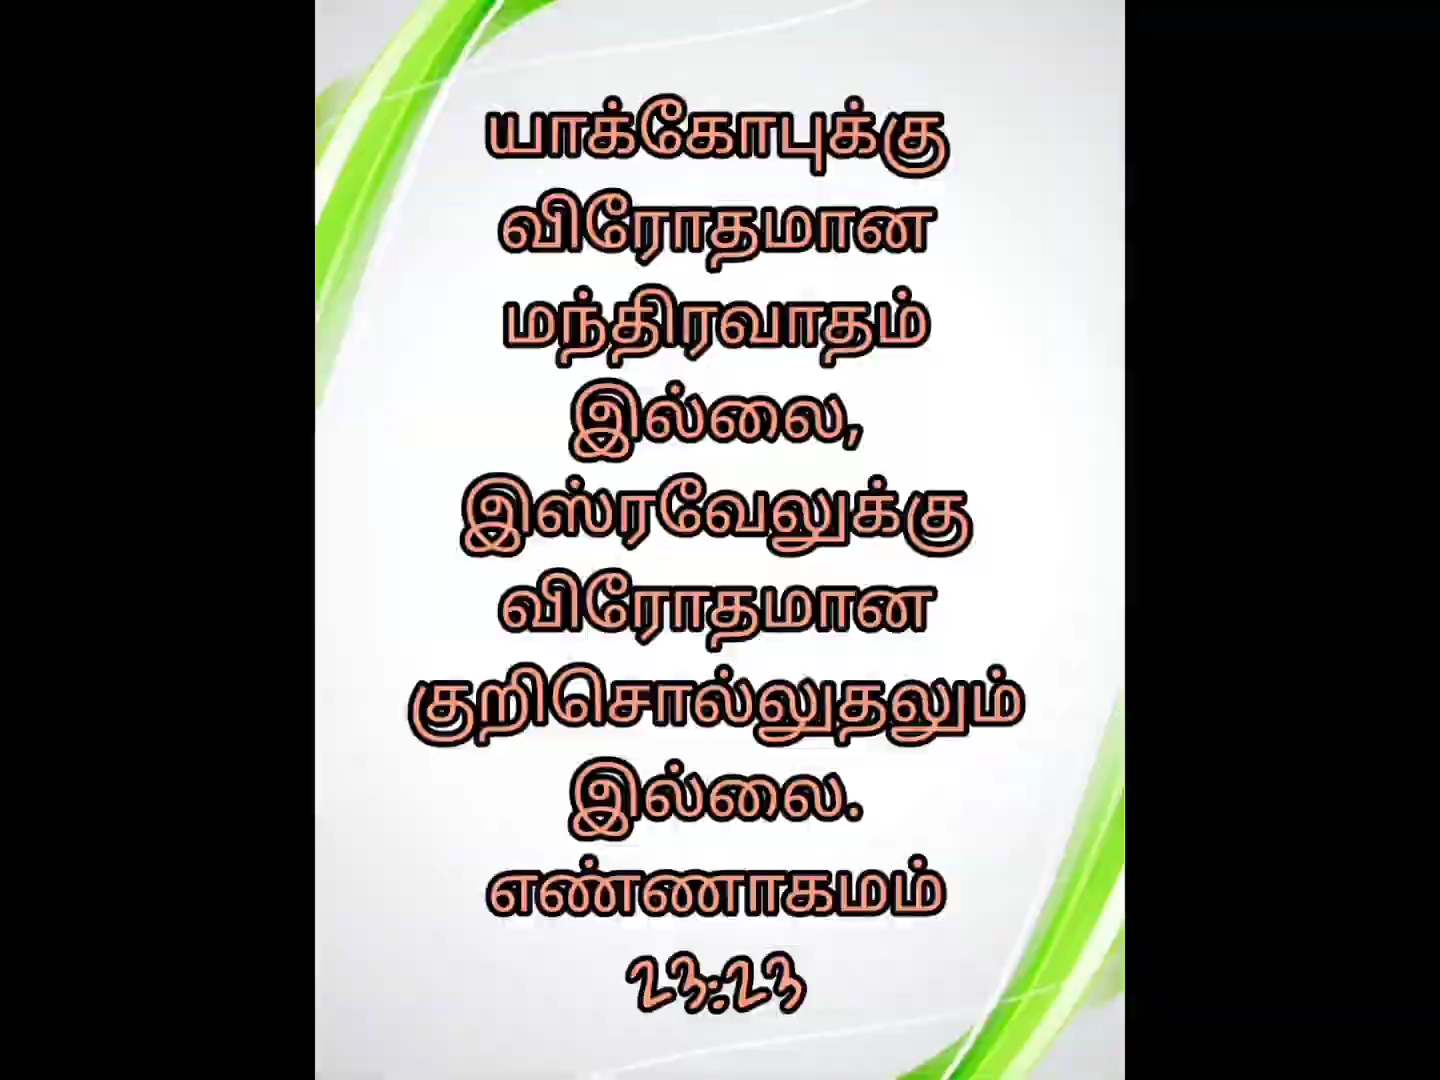 யாக்கோபுக்கு
விரோதமான
மந்திரவாதம்
இல்லை,
இஸ்ரவேலுக்கு
விரோதமான
குறிசொல்லுதலும்
இல்லை.
எண்ணாகமம்
23:23